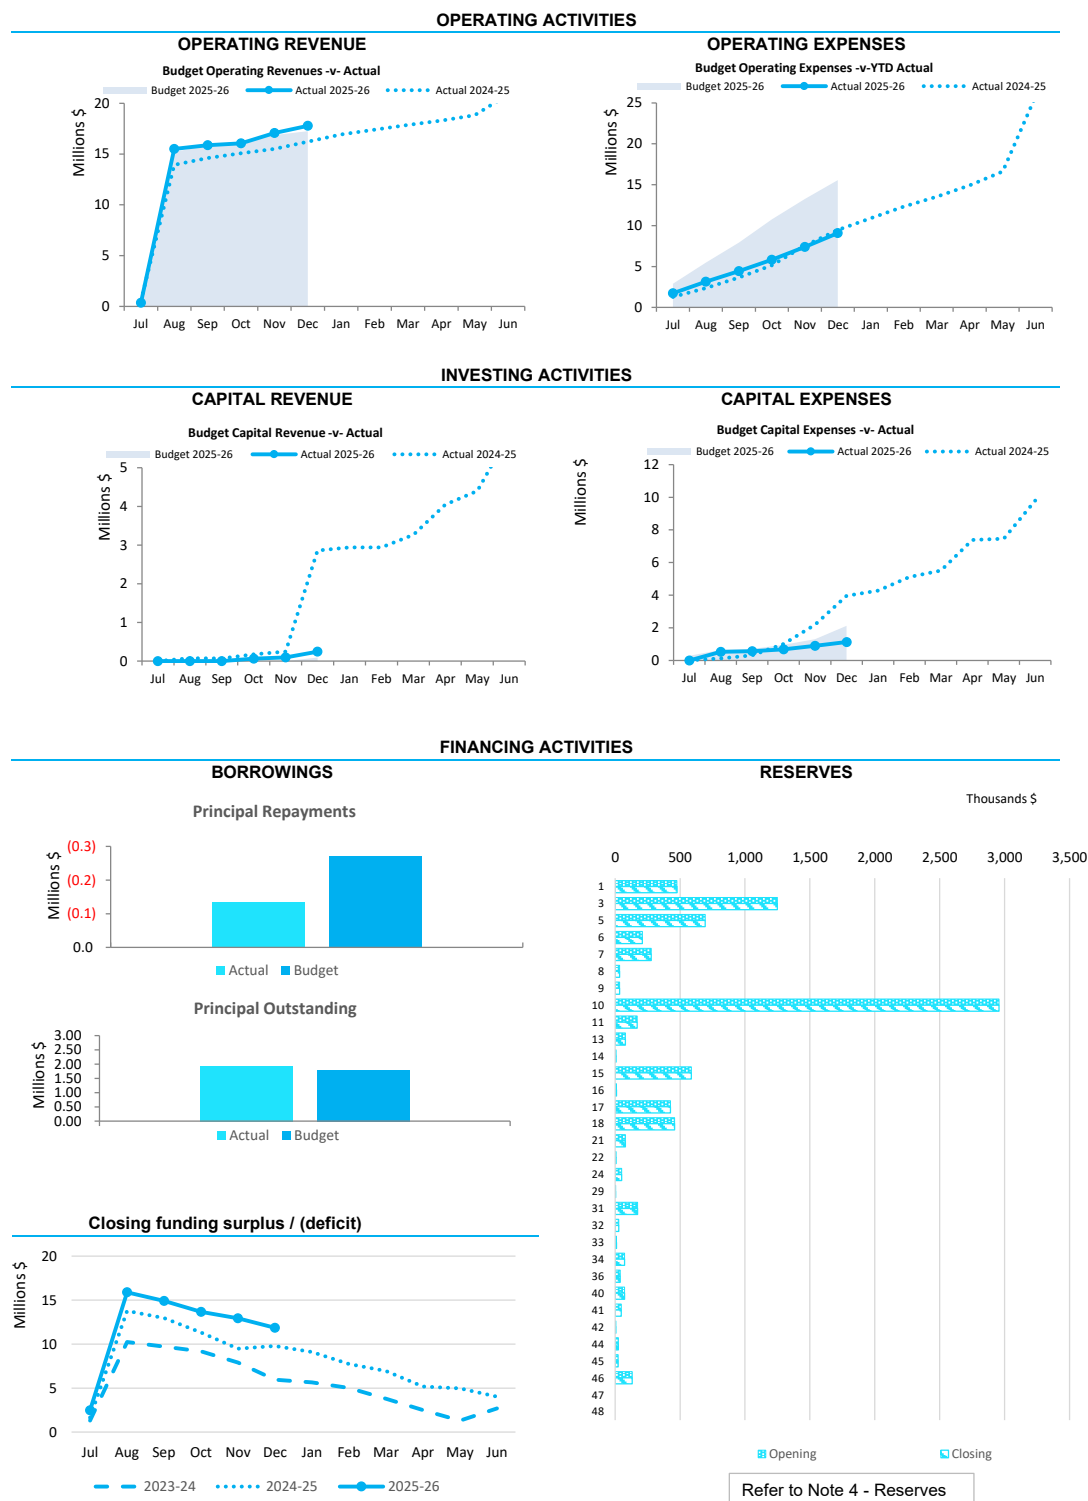 OPERATING ACTIVITIES
OPERATING REVENUE
Budget Operating Revenues -v- Actual
Budget 2025-26 Actual 2025-26 Actual 2024-25
Millions $
20
15
10
5
0
Jul Aug Sep Oct Nov Dec Jan Feb Mar Apr May Jun
OPERATING EXPENSES
Budget Operating Expenses -v-YTD Actual
Budget 2025-26 Actual 2025-26 Actual 2024-25
Millions $
25
20
15
10
5
0
Jul Aug Sep Oct Nov Dec Jan Feb Mar Apr May Jun
INVESTING ACTIVITIES
CAPITAL REVENUE
Budget Capital Revenue -v- Actual
Budget 2025-26 Actual 2025-26 Actual 2024-25
Millions $
5
4
3
2
1
0
Jul Aug Sep Oct Nov Dec Jan Feb Mar Apr May Jun
CAPITAL EXPENSES
Budget Capital Expenses -v- Actual
Budget 2025-26 Actual 2025-26 Actual 2024-25
Millions $
12
10
8
6
4
2
0
Jul Aug Sep Oct Nov Dec Jan Feb Mar Apr May Jun
FINANCING ACTIVITIES
BORROWINGS
Principal Repayments
Millions $
(0.3)
(0.2)
(0.1)
0.0
Actual Budget
Principal Outstanding
Millions $
3.00
2.50
2.00
1.50
1.00
0.50
0.00
Actual Budget
RESERVES
Thousands $
0 500 1,000 1,500 2,000 2,500 3,000 3,500
1
3
5
6
7
8
9
10
11
13
14
15
16
17
18
21
22
24
29
31
32
33
34
36
40
41
42
44
45
46
47
48
Opening Closing
Refer to Note 4 - Reserves
Closing funding surplus / (deficit)
Millions $
20
15
10
5
0
Jul Aug Sep Oct Nov Dec Jan Feb Mar Apr May Jun
2023-24 2024-25 2025-26